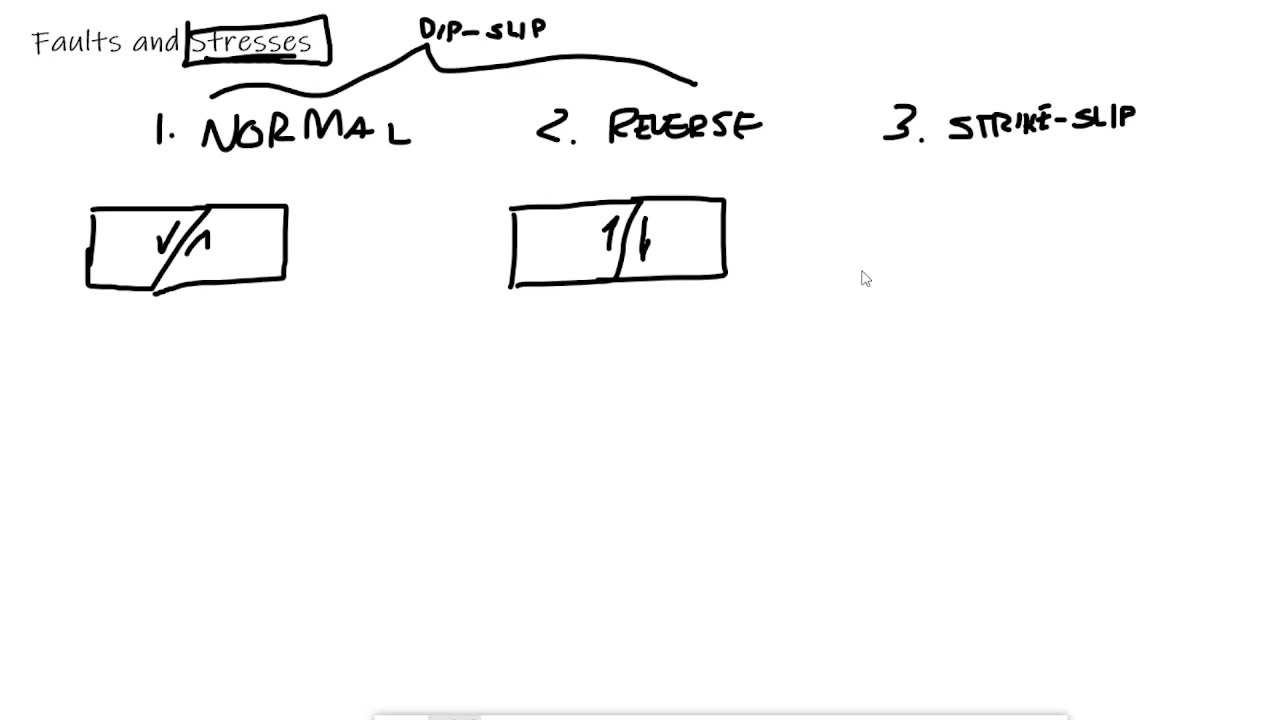 Faults and Stresses
DIP-SLIP
1. NORMAL
2. REVERSE
3. STRIKE-SLIP